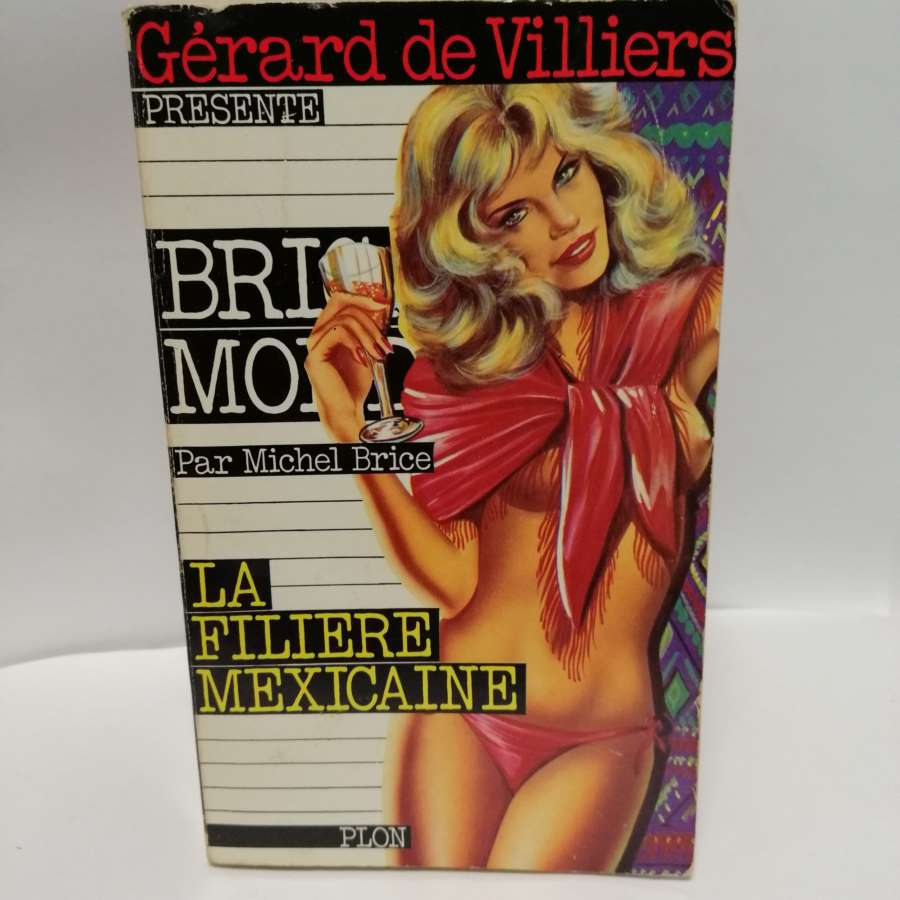 Gérard de Villiers
PRESENTE
Par Michel Brice
LA
FILIERE
MEXICAINE
PLON